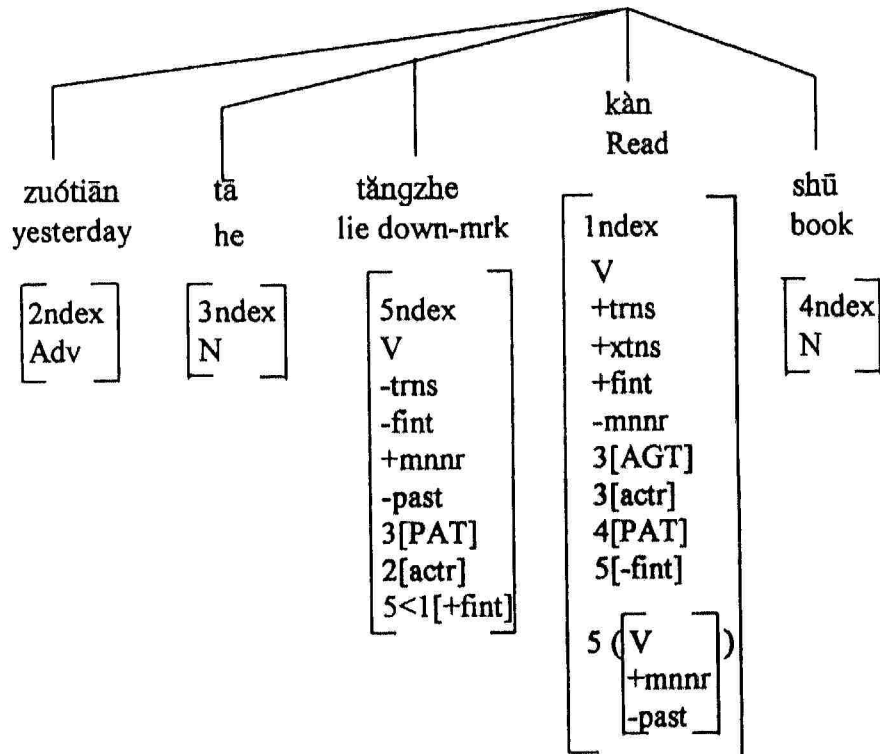 zuótiān
yesterday
2ndex
Adv
tā
he
3ndex
N
tăngzhe
lie down-mrk
5ndex
V
-trns
-fint
+mnnr
-past
3[PAT]
2[actr]
5<1[+fint]
kàn
Read
1ndex
V
+trns
+xtns
+fint
-mnnr
3[AGT]
3[actr]
4[PAT]
5[-fint]
5 ([V
+mnnr
-past])
shū
book
4ndex
N